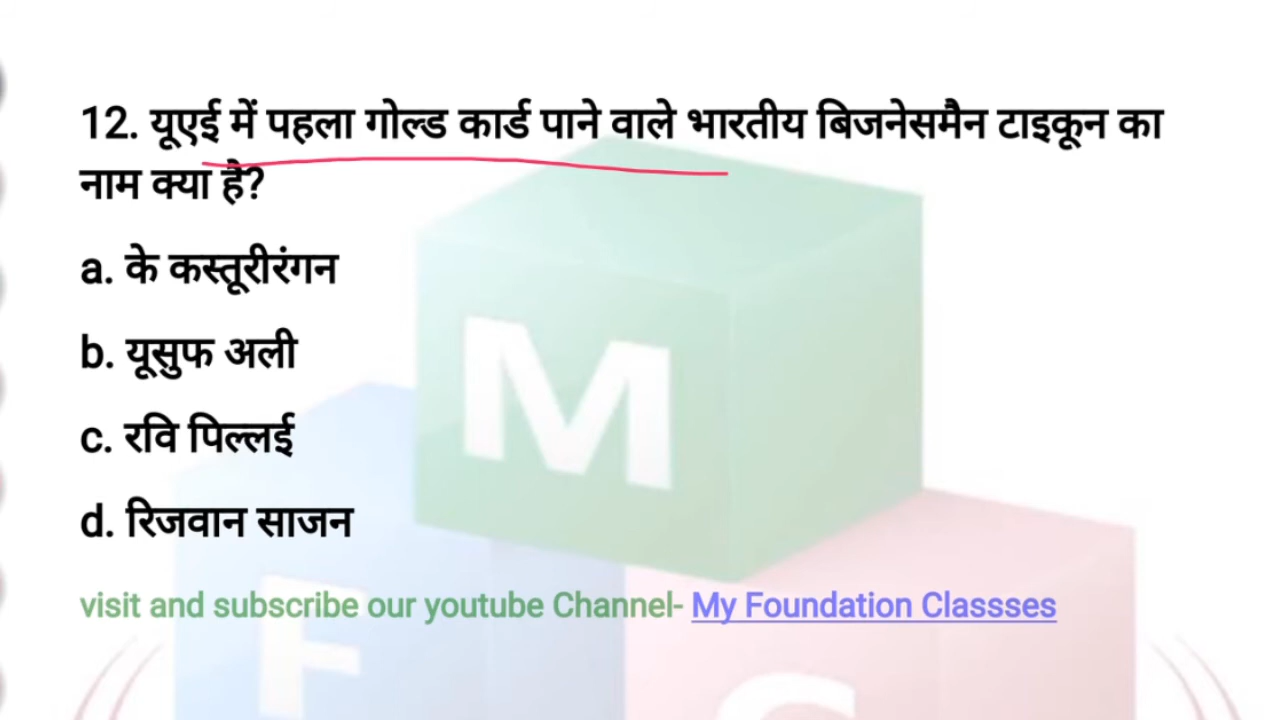 12. यूएई में पहला गोल्ड कार्ड पाने वाले भारतीय बिजनेसमैन टाइकून का
नाम क्या है?
a. के कस्तूरीरंगन
b. यूसुफ अली
c. रवि पिल्लई
d. रिजवान साजन
visit and subscribe our youtube Channel- My Foundation Classses
M
F
C